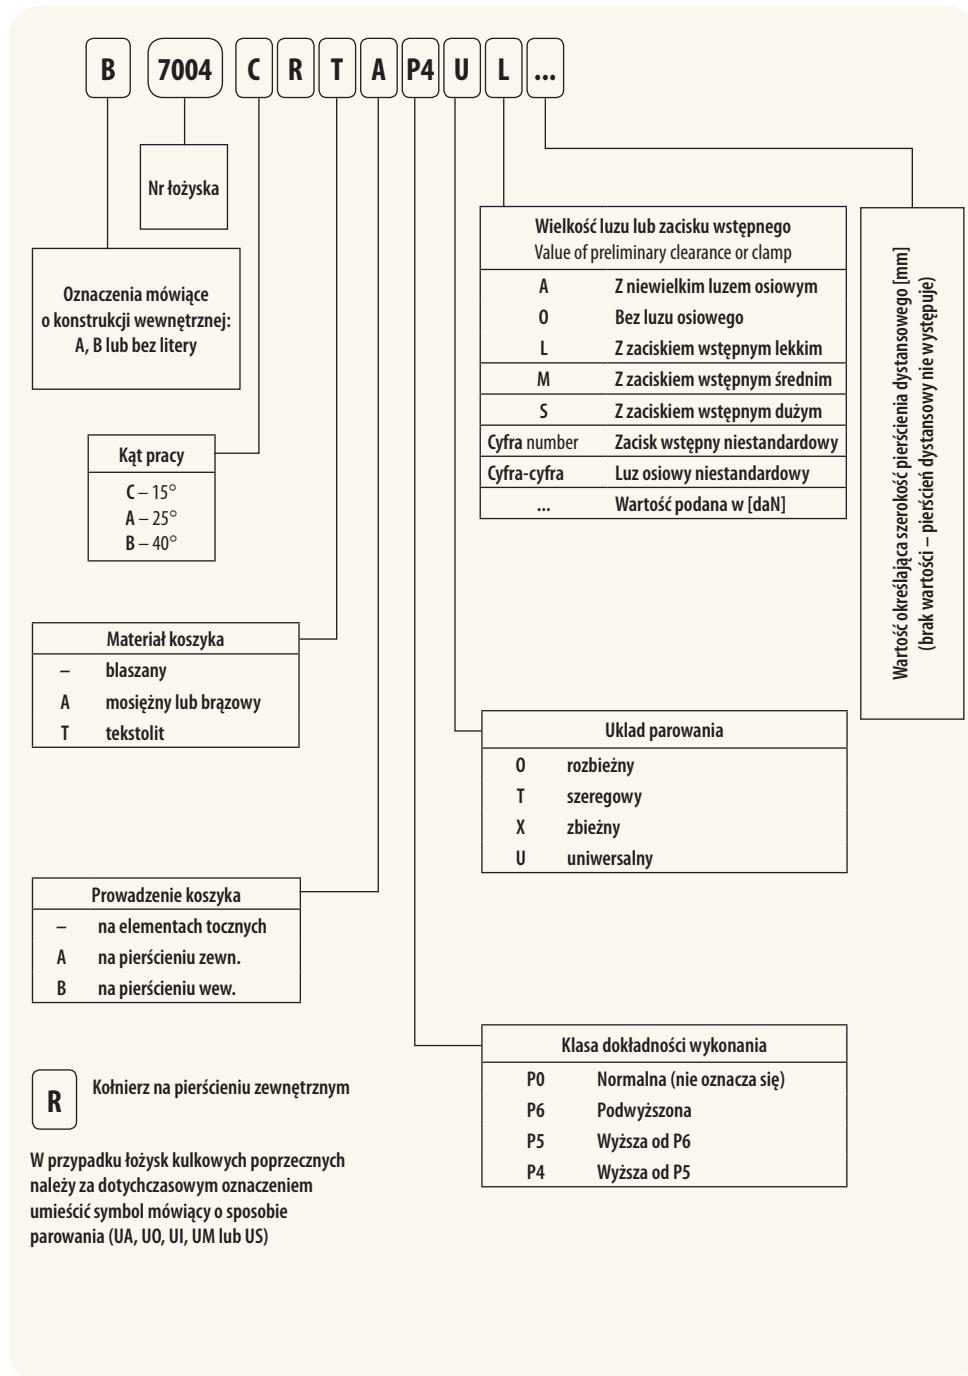 B 7004 C R T A P4 U L ...
Nr łożyska
Oznaczenia mówiące
o konstrukcji wewnętrznej:
A, B lub bez litery
Kąt pracy
C – 15°
A – 25°
B – 40°
Materiał koszyka
– blaszany
A mosiężny lub brązowy
T tekstolit
Prowadzenie koszyka
– na elementach tocznych
A na pierścieniu zewn.
B na pierścieniu wew.
R Kołnierz na pierścieniu zewnętrznym
W przypadku łożysk kulkowych poprzecznych
należy za dotychczasowym oznaczeniem
umieścić symbol mówiący o sposobie
parowania (UA, UO, UI, UM lub US)
Wielkość luzu lub zacisku wstępnego
Value of preliminary clearance or clamp
A Z niewielkim luzem osiowym
O Bez luzu osiowego
L Z zaciskiem wstępnym lekkim
M Z zaciskiem wstępnym średnim
S Z zaciskiem wstępnym dużym
Cyfra number Zacisk wstępny niestandardowy
Cyfra-cyfra Luz osiowy niestandardowy
... Wartość podana w [daN]
Uklad parowania
O rozbieżny
T szeregowy
X zbieżny
U uniwersalny
Klasa dokładności wykonania
P0 Normalna (nie oznacza się)
P6 Podwyższona
P5 Wyższa od P6
P4 Wyższa od P5
Wartość określająca szerokość pierścienia dystansowego [mm]
(brak wartości – pierścień dystansowy nie występuje)